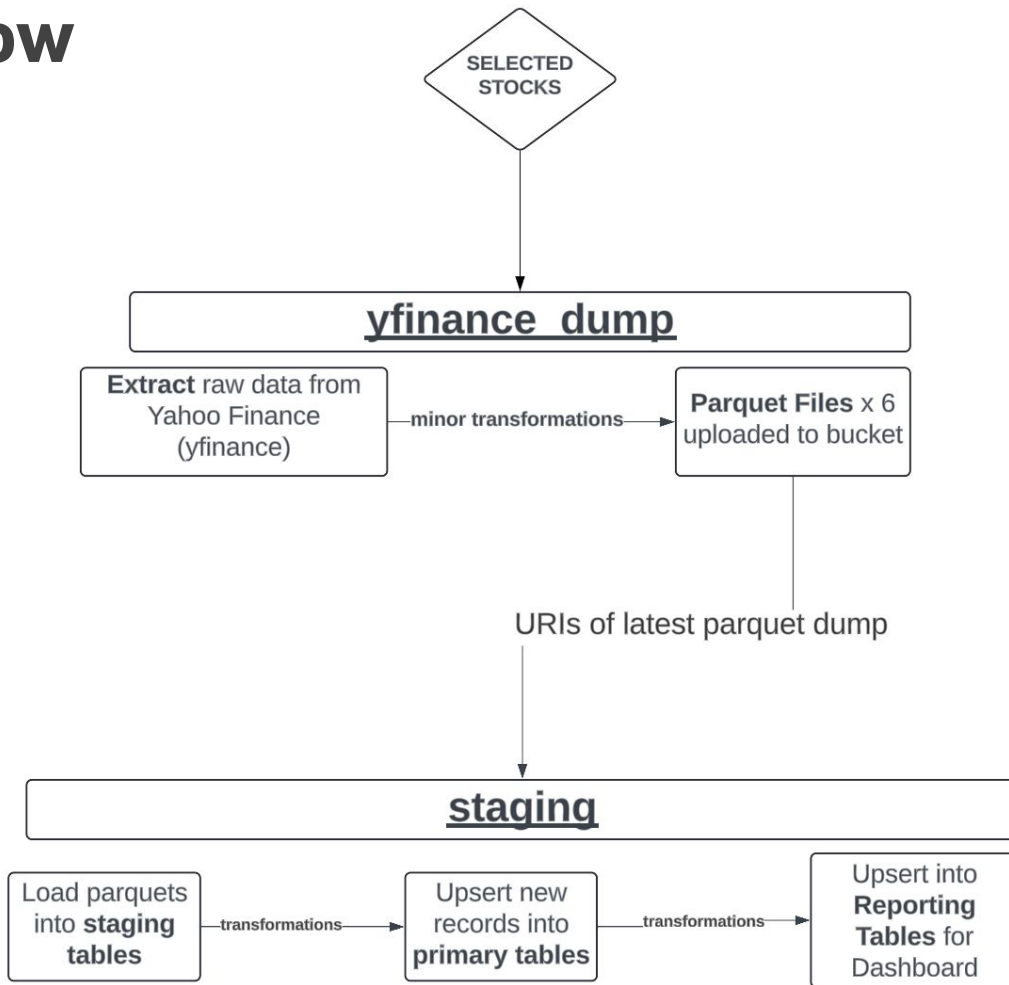 ow
SELECTED
STOCKS
yfinance_dump
Extract raw data from
Yahoo Finance
(yfinance)
minor transformations
Parquet Files x 6
uploaded to bucket
URIs of latest parquet dump
staging
Load parquets
into staging
tables
transformations
Upsert new
records into
primary tables
transformations
Upsert into
Reporting
Tables for
Dashboard